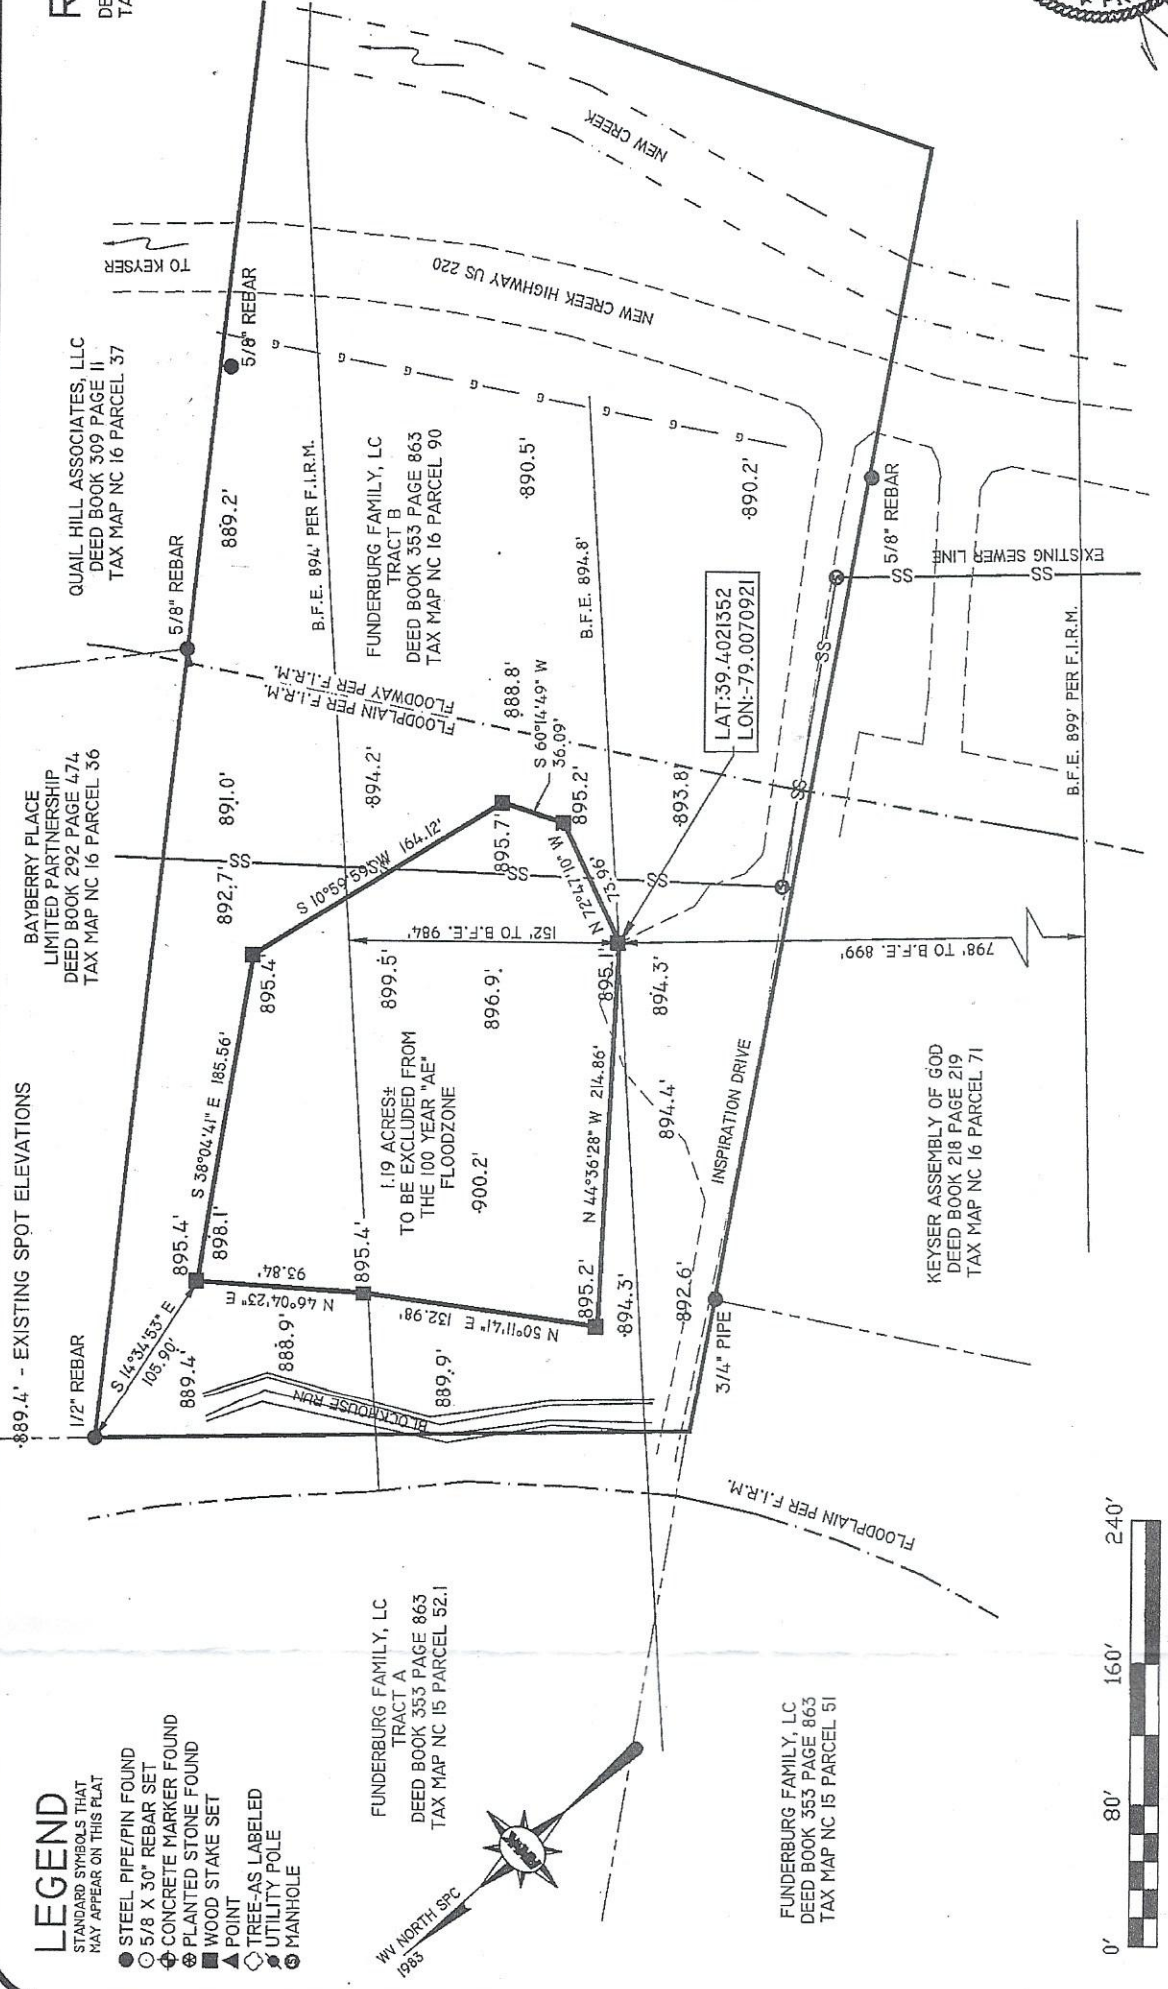 889.4' - EXISTING SPOT ELEVATIONS
LEGEND
STANDARD SYMBOLS THAT
MAY APPEAR ON THIS PLAT
STEEL PIPE/PIN FOUND
5/8 X 30" REBAR SET
CONCRETE MARKER FOUND
PLANTED STONE FOUND
WOOD STAKE SET
POINT
TREE-AS LABELED
UTILITY POLE
MANHOLE
WV NORTH SPC
1983
FUNDERBURG FAMILY, LC
TRACT A
DEED BOOK 353 PAGE 863
TAX MAP NC 15 PARCEL 52.1
FUNDERBURG FAMILY, LC
DEED BOOK 353 PAGE 863
TAX MAP NC 15 PARCEL 51
0' 80' 160' 240'
FLOODPLAIN PER F.I.R.M.
1/2" REBAR
S 14°34'53" E
105.90'
889.4'
888.9'
889.9'
BLOCKHOUSE RUN
895.4'
898.1'
N 46°04'23" E
93.84'
895.4'
N 50°11'41" E 132.98'
895.2'
894.3'
892.6'
3/4" PIPE
S 38°04'41" E 185.56'
1.19 ACRES±
TO BE EXCLUDED FROM
THE 100 YEAR "AE"
FLOODZONE
900.2'
N 44°36'28" W 214.86'
894.4'
INSPIRATION DRIVE
KEYSER ASSEMBLY OF GOD
DEED BOOK 218 PAGE 219
TAX MAP NC 16 PARCEL 71
BAYBERRY PLACE
LIMITED PARTNERSHIP
DEED BOOK 292 PAGE 474
TAX MAP NC 16 PARCEL 36
895.4'
892.7'
891.0'
S 10°59'59" W 164.12'
SS
899.5'
896.9'
895.1'
894.3'
152' TO B.F.E. 984'
798' TO B.F.E. 899'
894.2'
895.7'
S 60°14'49" W
36.09'
895.2'
N 72°47'10" W
73.96'
SS
SS
893.8'
SS
SS
888.8'
LAT:39.4021352
LON:-79.0070921
FLOODPLAIN PER F.I.R.M.
FLOODWAY PER F.I.R.M.
5/8" REBAR
QUAIL HILL ASSOCIATES, LLC
DEED BOOK 309 PAGE 11
TAX MAP NC 16 PARCEL 37
889.2'
B.F.E. 894' PER F.I.R.M.
FUNDERBURG FAMILY, LC
TRACT B
DEED BOOK 353 PAGE 863
TAX MAP NC 16 PARCEL 90
B.F.E. 894.8'
B.F.E. 899' PER F.I.R.M.
EXISTING SEWER LINE
SS
SS
5/8" REBAR
890.5'
890.2'
5/8" REBAR
G
G
G
G
G
G
G
TO KEYSER
NEW CREEK HIGHWAY US 220
NEW CREEK